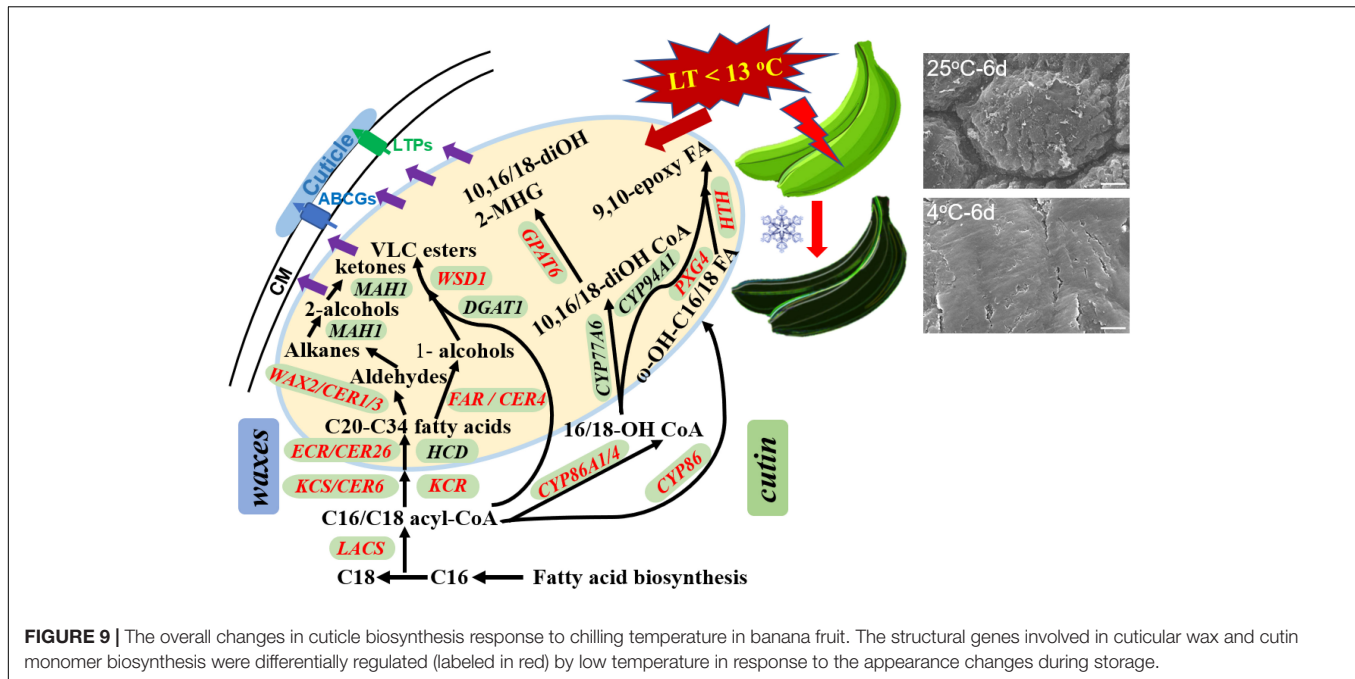 LT < 13 ºC
25ºC-6d
4ºC-6d
Cuticle
LTPs
ABCGs
CM
10,16/18-diOH
2-MHG
9,10-epoxy FA
HTH
GPAT6
10,16/18-diOH CoA
CYP94A1
PXG4
CYP77A6
ω-OH-C16/18 FA
VLC esters
ketones
WSD1
MAH1
2-alcohols
DGAT1
MAH1
Alkanes
1- alcohols
Aldehydes
WAX2/CER1/3
FAR / CER4
C20-C34 fatty acids
16/18-OH CoA
ECR/CER26
HCD
CYP86A1/4
CYP86
KCS/CER6
KCR
waxes
cutin
C16/C18 acyl-CoA
LACS
C18
C16
Fatty acid biosynthesis
FIGURE 9 | The overall changes in cuticle biosynthesis response to chilling temperature in banana fruit. The structural genes involved in cuticular wax and cutin
monomer biosynthesis were differentially regulated (labeled in red) by low temperature in response to the appearance changes during storage.